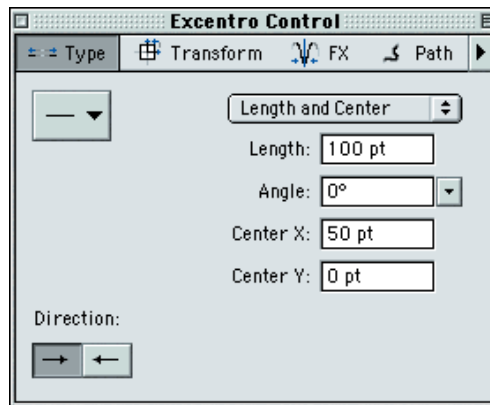 Excentro Control
Type Transform FX Path
Length and Center
Length: 100 pt
Angle: 0°
Center X: 50 pt
Center Y: 0 pt
Direction: